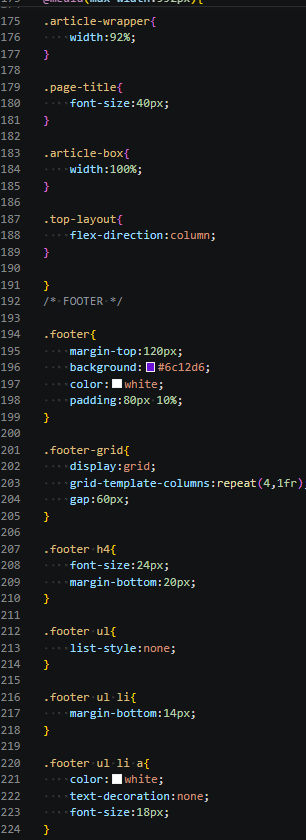 @media(max-width:992px){
175 .article-wrapper{
176 width:92%;
177 }
178
179 .page-title{
180 font-size:40px;
181 }
182
183 .article-box{
184 width:100%;
185 }
186
187 .top-layout{
188 flex-direction:column;
189 }
190
191 }
192 /* FOOTER */
193
194 .footer{
195 margin-top:120px;
196 background:#6c12d6;
197 color:white;
198 padding:80px 10%;
199 }
200
201 .footer-grid{
202 display:grid;
203 grid-template-columns:repeat(4,1fr)
204 gap:60px;
205 }
206
207 .footer h4{
208 font-size:24px;
209 margin-bottom:20px;
210 }
211
212 .footer ul{
213 list-style:none;
214 }
215
216 .footer ul li{
217 margin-bottom:14px;
218 }
219
220 .footer ul li a{
221 color:white;
222 text-decoration:none;
223 font-size:18px;
224 }